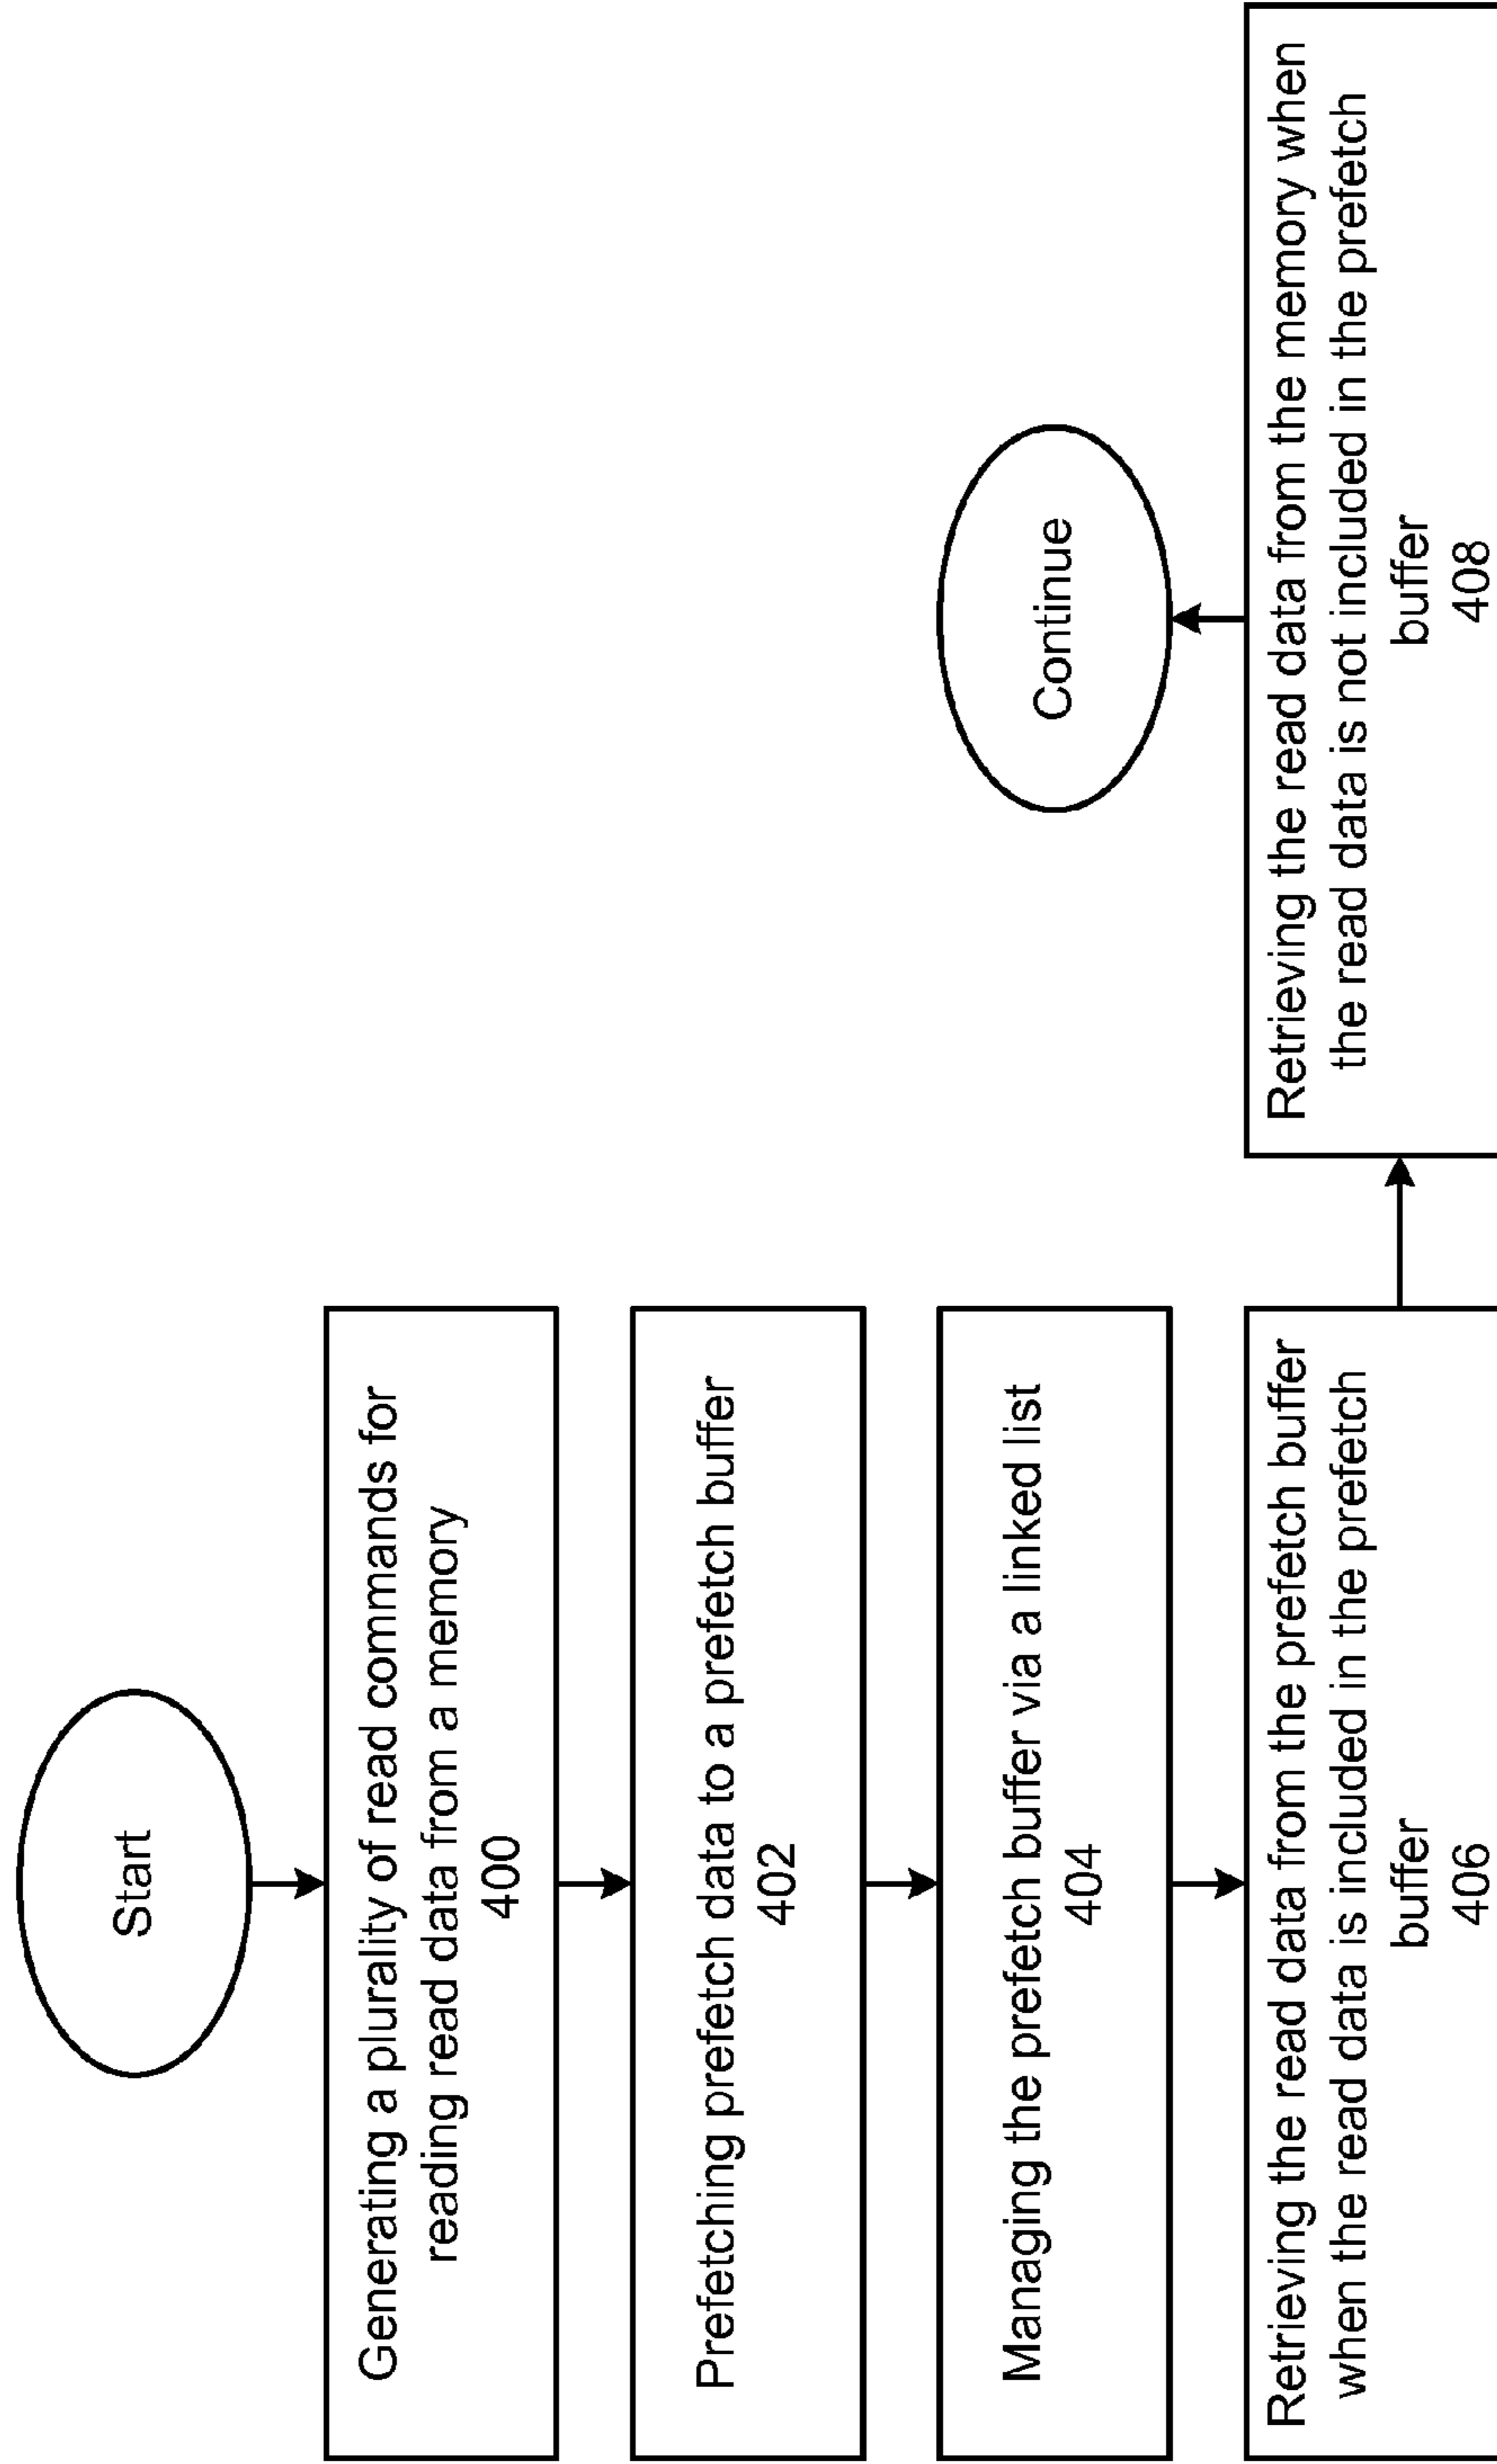 Start
Generating a plurality of read commands for
reading read data from a memory
400
Prefetching prefetch data to a prefetch buffer
402
Managing the prefetch buffer via a linked list
404
Retrieving the read data from the prefetch buffer
when the read data is included in the prefetch
buffer
406
Retrieving the read data from the memory when
the read data is not included in the prefetch
buffer
408
Continue